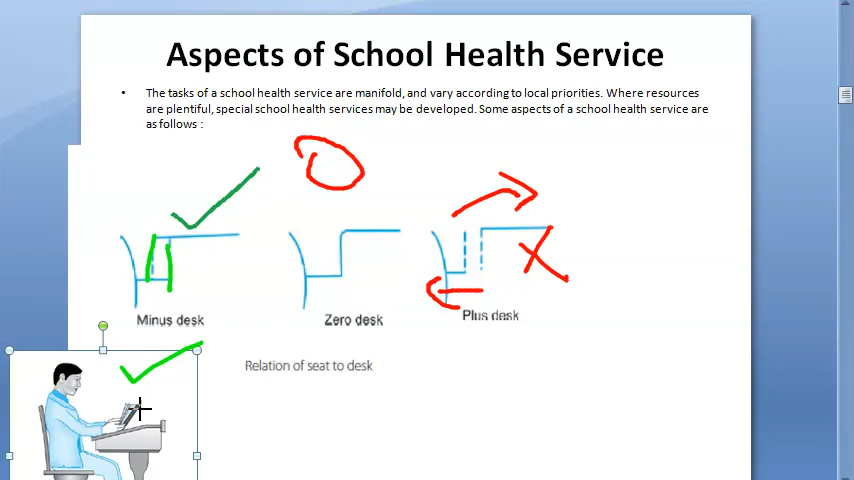 Aspects of School Health Service
• The tasks of a school health service are manifold, and vary according to local priorities. Where resources
are plentiful, special school health services may be developed. Some aspects of a school health service are
as follows :
Minus desk
Zero desk
Plus desk
Relation of seat to desk